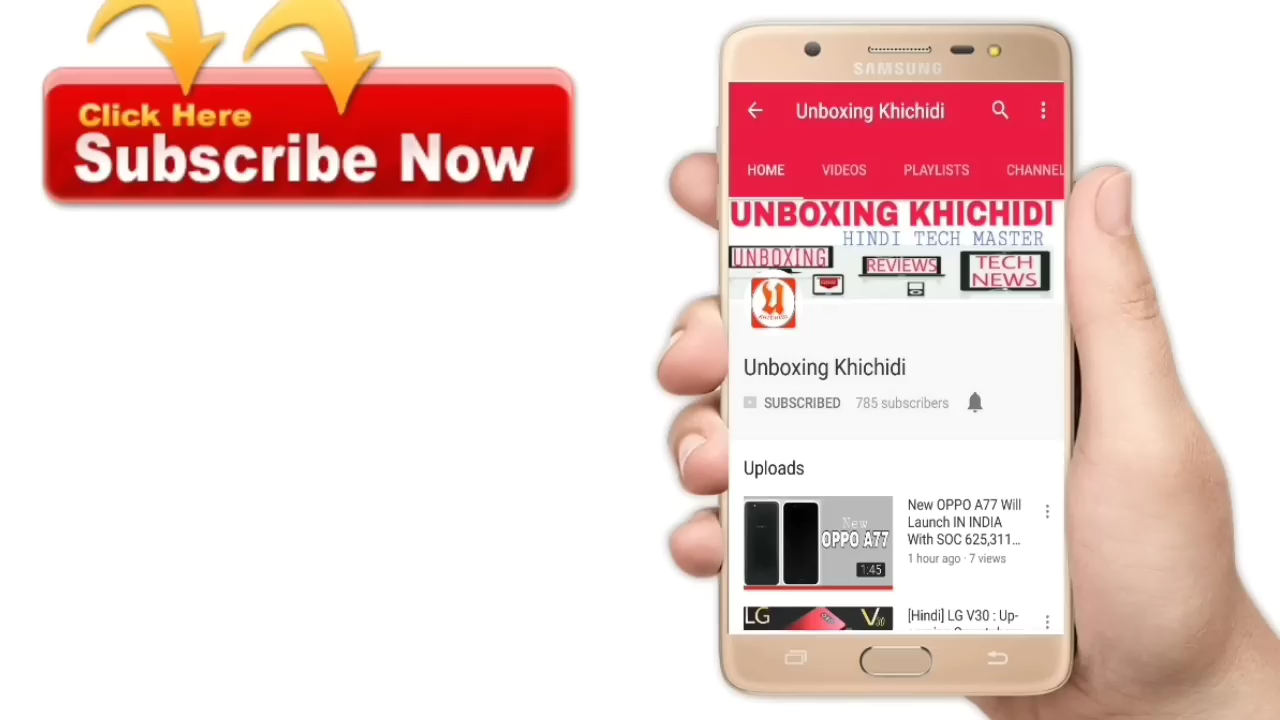 Click Here
Subscribe Now
SAMSUNG
Unboxing Khichidi
HOME VIDEOS PLAYLISTS CHANNEL
UNBOXING KHICHIDI
HINDI TECH MASTER
UNBOXING
REVIEWS
TECH
NEWS
KHICHIDI
Unboxing Khichidi
SUBSCRIBED 785 subscribers
Uploads
New
OPPO A77
1:45
New OPPO A77 Will
Launch IN INDIA
With SOC 625,311...
1 hour ago · 7 views
LG V30
[Hindi] LG V30 : Up-